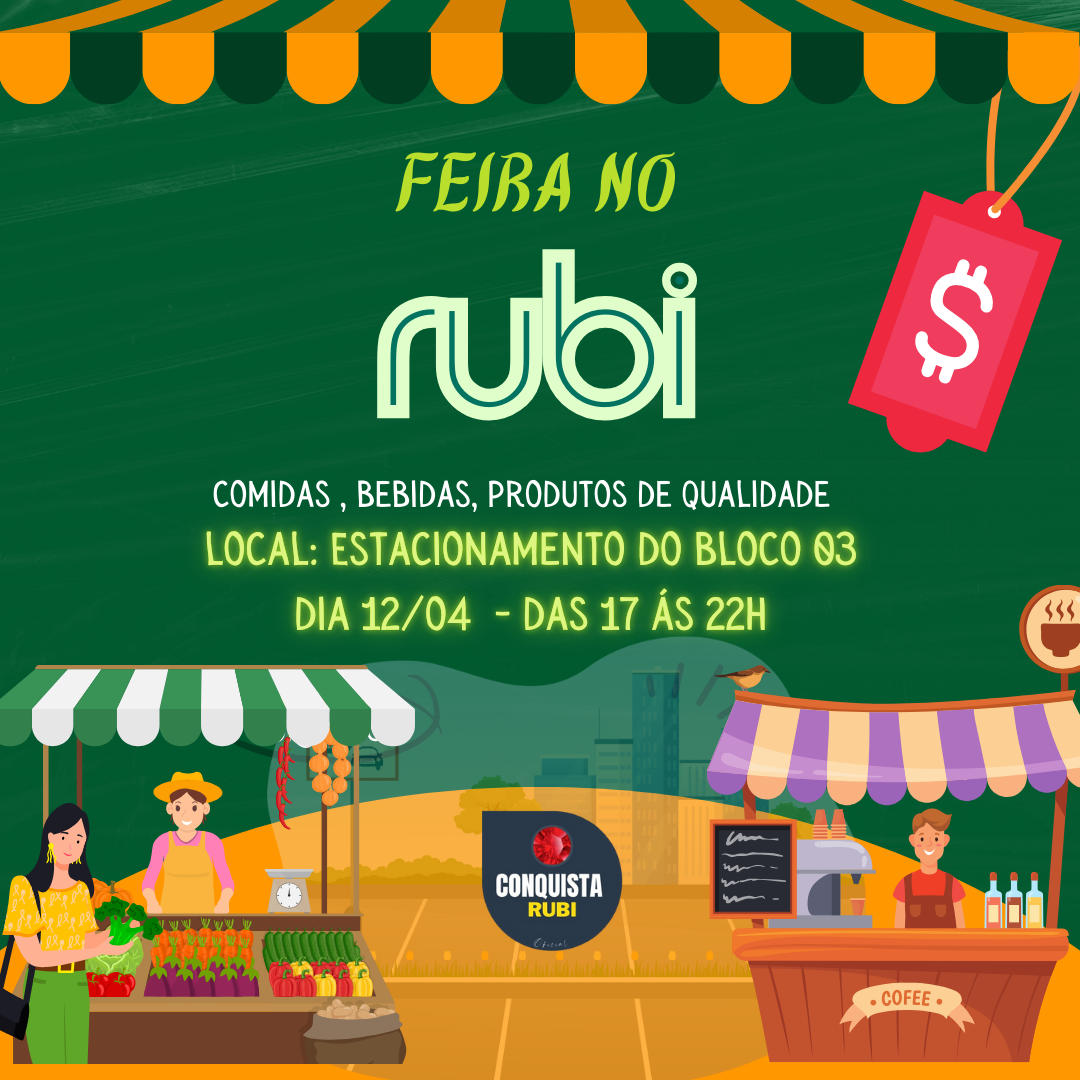 FEIRA NO
rubi
$
COMIDAS , BEBIDAS, PRODUTOS DE QUALIDADE
LOCAL: ESTACIONAMENTO DO BLOCO 03
DIA 12/04 - DAS 17 ÁS 22H
CONQUISTA
RUBI
Oficial
• COFEE •